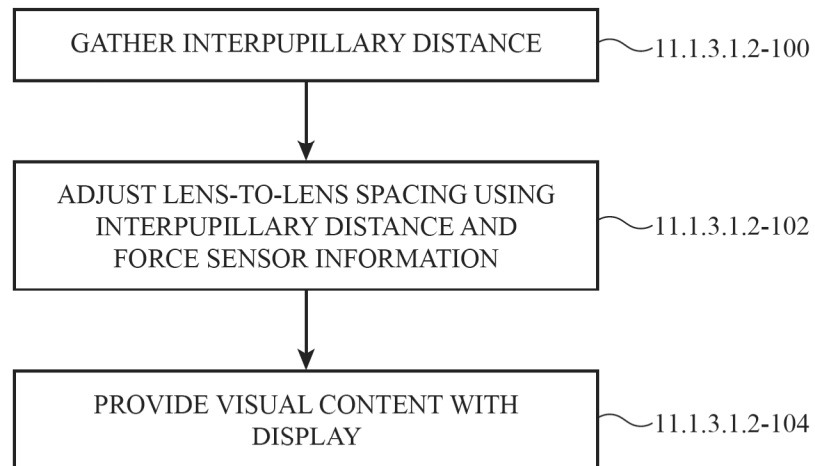 GATHER INTERPUPILLARY DISTANCE
11.1.3.1.2-100
ADJUST LENS-TO-LENS SPACING USING
INTERPUPILLARY DISTANCE AND
FORCE SENSOR INFORMATION
11.1.3.1.2-102
PROVIDE VISUAL CONTENT WITH
DISPLAY
11.1.3.1.2-104